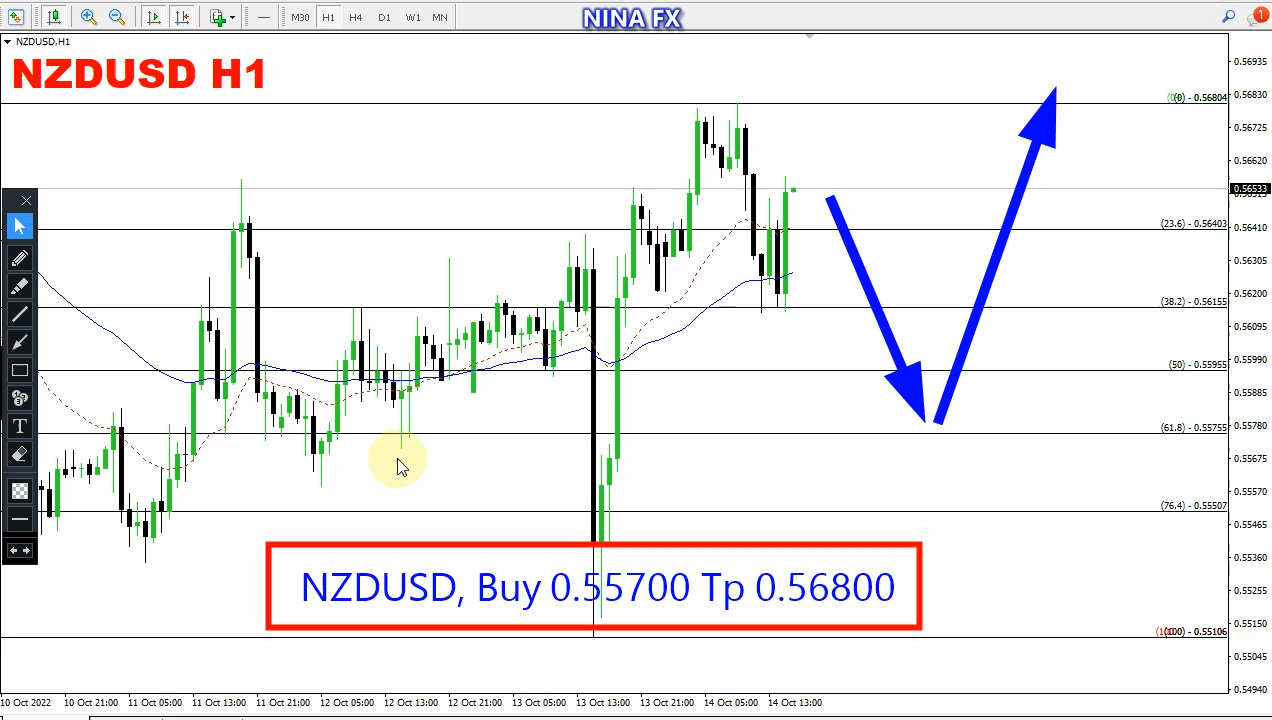 M30 H1 H4 D1 W1 MN
NINA FX
1
NZDUSD,H1
NZDUSD H1
0.56935
(0) - 0.56804
0.56830
0.56725
0.56620
0.56533
(23.6) - 0.56403
0.56410
0.56305
(38.2) - 0.56155
0.56200
0.56095
(50) - 0.55955
0.55990
0.55885
(61.8) - 0.55755
0.55780
T
0.55675
(76.4) - 0.55507
0.55570
0.55465
0.55360
NZDUSD, Buy 0.55700 Tp 0.56800
0.55255
(100) - 0.55106
0.55150
0.55045
0.54940
10 Oct 2022 10 Oct 21:00 11 Oct 05:00 11 Oct 13:00 11 Oct 21:00 12 Oct 05:00 12 Oct 13:00 12 Oct 21:00 13 Oct 05:00 13 Oct 13:00 13 Oct 21:00 14 Oct 05:00 14 Oct 13:00